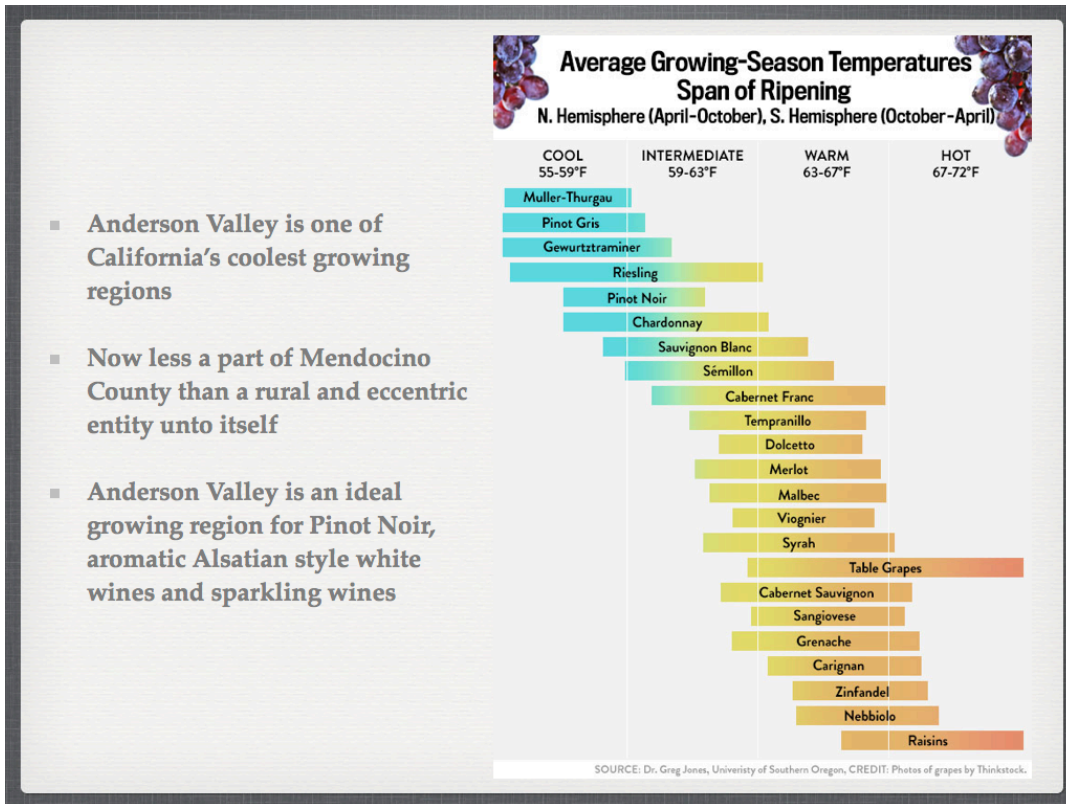 Anderson Valley is one of
California's coolest growing
regions
Now less a part of Mendocino
County than a rural and eccentric
entity unto itself
Anderson Valley is an ideal
growing region for Pinot Noir,
aromatic Alsatian style white
wines and sparkling wines
Average Growing-Season Temperatures
Span of Ripening
N. Hemisphere (April-October), S. Hemisphere (October-April)
COOL INTERMEDIATE WARM HOT
55-59°F 59-63°F 63-67°F 67-72°F
Muller-Thurgau
Pinot Gris
Gewurtztraminer
Riesling
Pinot Noir
Chardonnay
Sauvignon Blanc
Sémillon
Cabernet Franc
Tempranillo
Dolcetto
Merlot
Malbec
Viognier
Syrah
Table Grapes
Cabernet Sauvignon
Sangiovese
Grenache
Carignan
Zinfandel
Nebbiolo
Raisins
SOURCE: Dr. Greg Jones, Univeristy of Southern Oregon, CREDIT: Photos of grapes by Thinkstock.